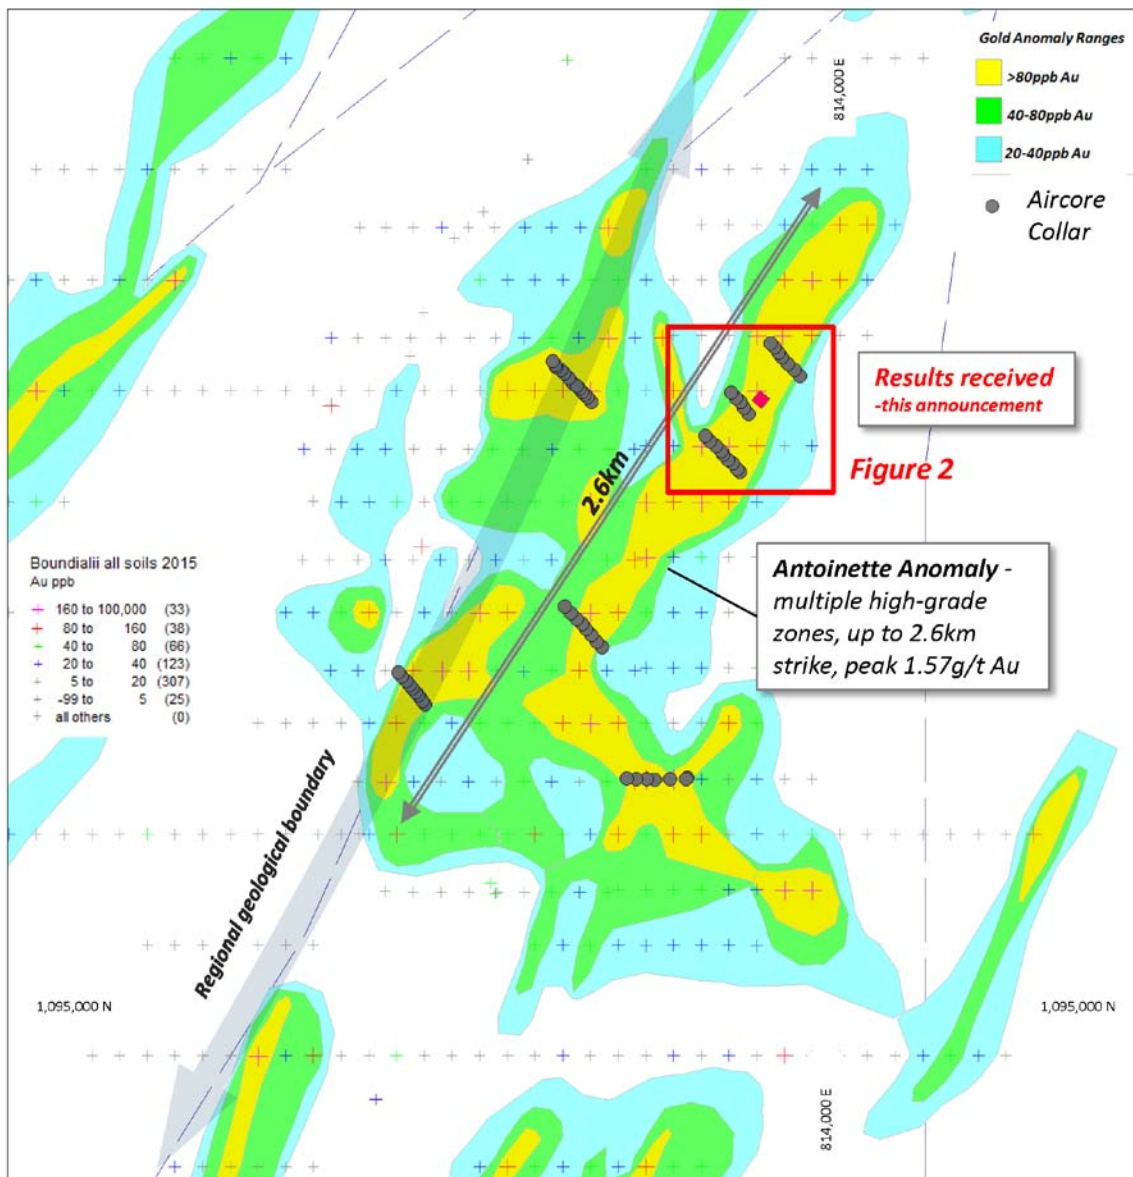 Gold Anomaly Ranges
>80ppb Au
40-80ppb Au
20-40ppb Au
Aircore
Collar
814,000 E
Results received
-this announcement
Figure 2
2.6km
Antoinette Anomaly -
multiple high-grade
zones, up to 2.6km
strike, peak 1.57g/t Au
Boundialii all soils 2015
Au ppb
160 to 100,000 (33)
80 to 160 (38)
40 to 80 (66)
20 to 40 (123)
5 to 20 (307)
-99 to 5 (25)
all others (0)
Regional geological boundary
1,095,000 N
1,095,000 N
814,000 E